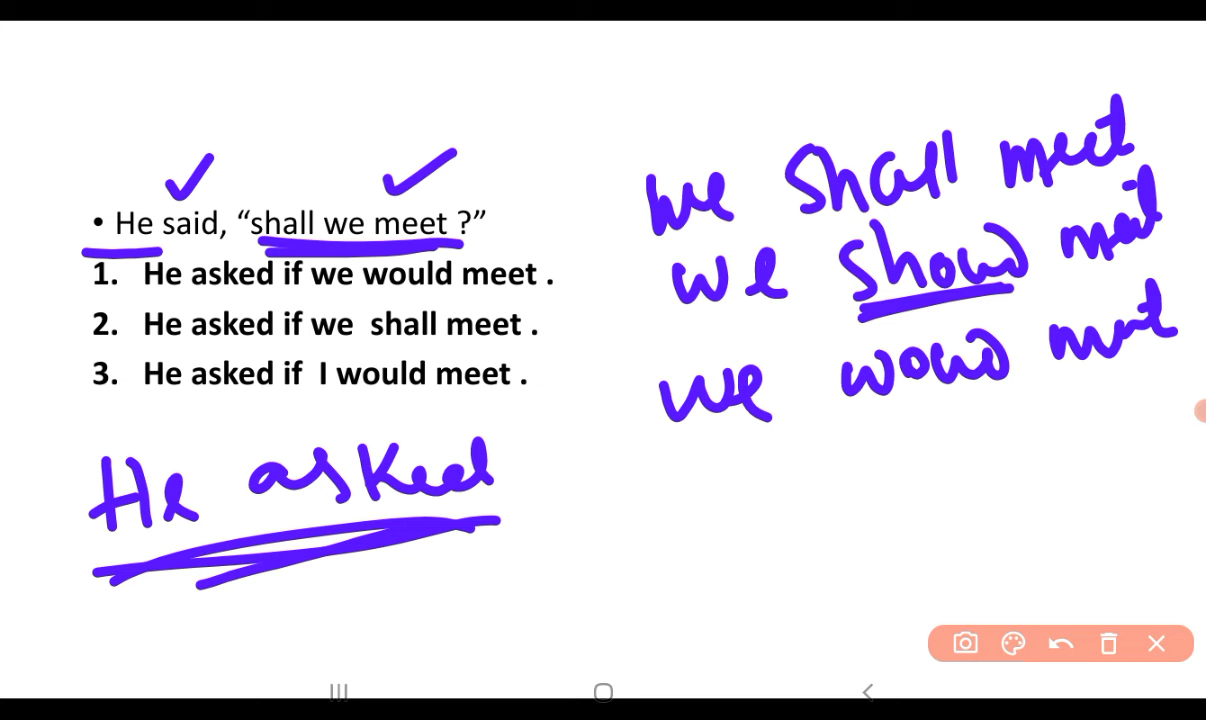 • He said, “shall we meet ?”
1. He asked if we would meet .
2. He asked if we shall meet .
3. He asked if I would meet .
He asked
we shall meet
we should meet
we would meet